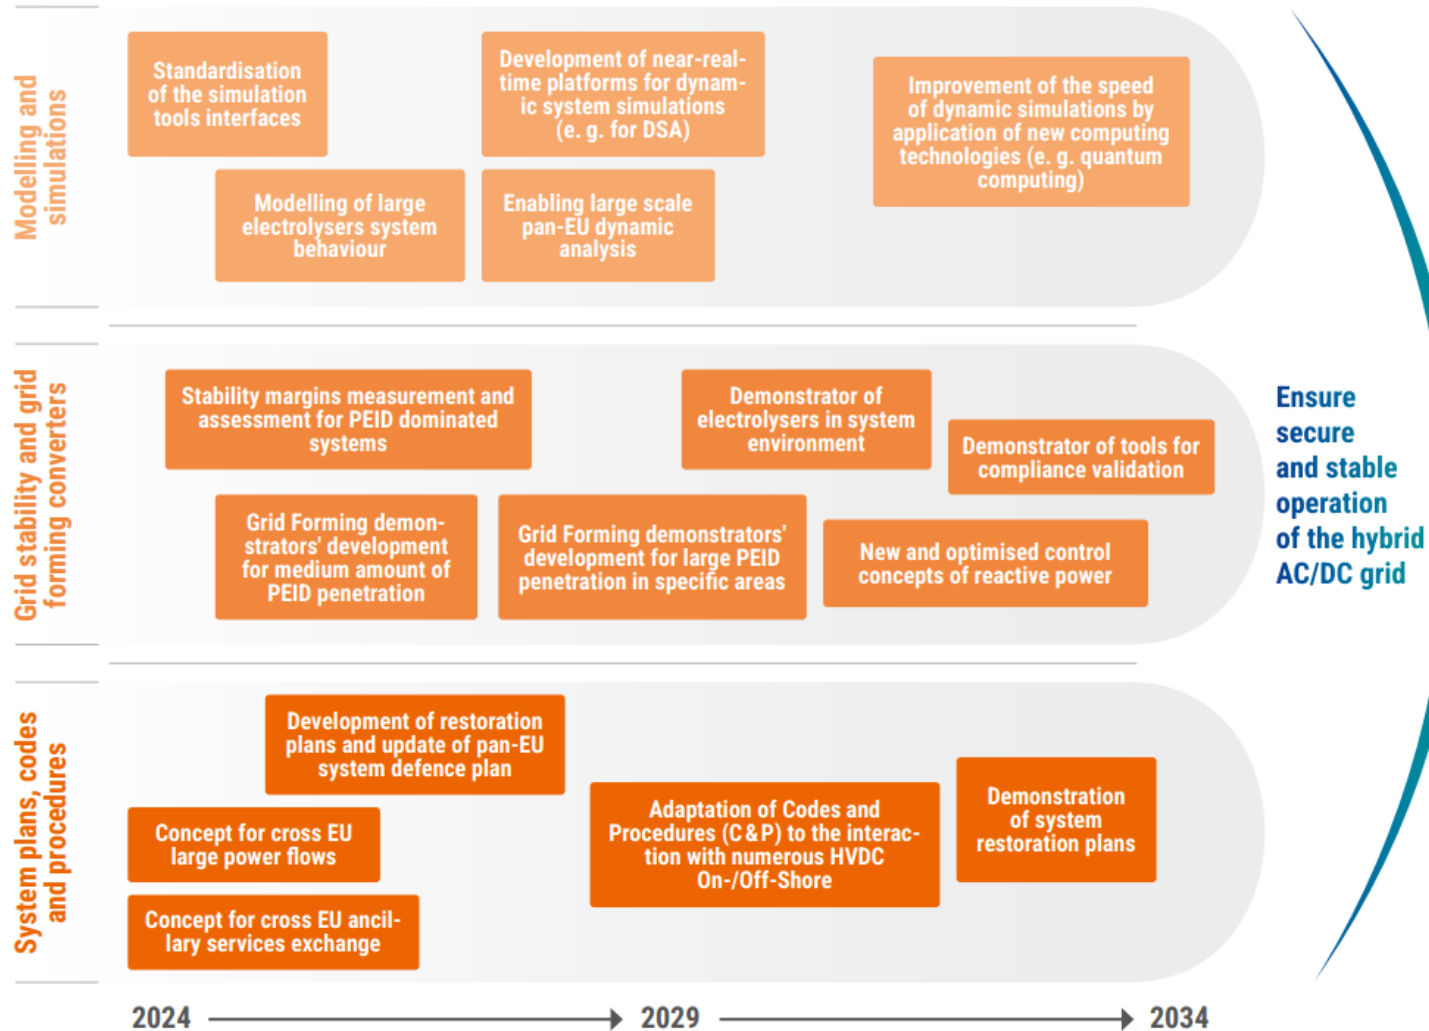 Modelling and
simulations
Standardisation
of the simulation
tools interfaces
Development of near-real-
time platforms for dynam-
ic system simulations
(e. g. for DSA)
Improvement of the speed
of dynamic simulations by
application of new computing
technologies (e. g. quantum
computing)
Modelling of large
electrolysers system
behaviour
Enabling large scale
pan-EU dynamic
analysis
Grid stability and grid
forming converters
Stability margins measurement and
assessment for PEID dominated
systems
Demonstrator of
electrolysers in system
environment
Demonstrator of tools for
compliance validation
Grid Forming demon-
strators' development
for medium amount of
PEID penetration
Grid Forming demonstrators'
development for large PEID
penetration in specific areas
New and optimised control
concepts of reactive power
Ensure
secure
and stable
operation
of the hybrid
AC/DC grid
System plans, codes
and procedures
Development of restoration
plans and update of pan-EU
system defence plan
Concept for cross EU
large power flows
Adaptation of Codes and
Procedures (C & P) to the interac-
tion with numerous HVDC
On-/Off-Shore
Demonstration
of system
restoration plans
Concept for cross EU ancil-
lary services exchange
2024
2029
2034